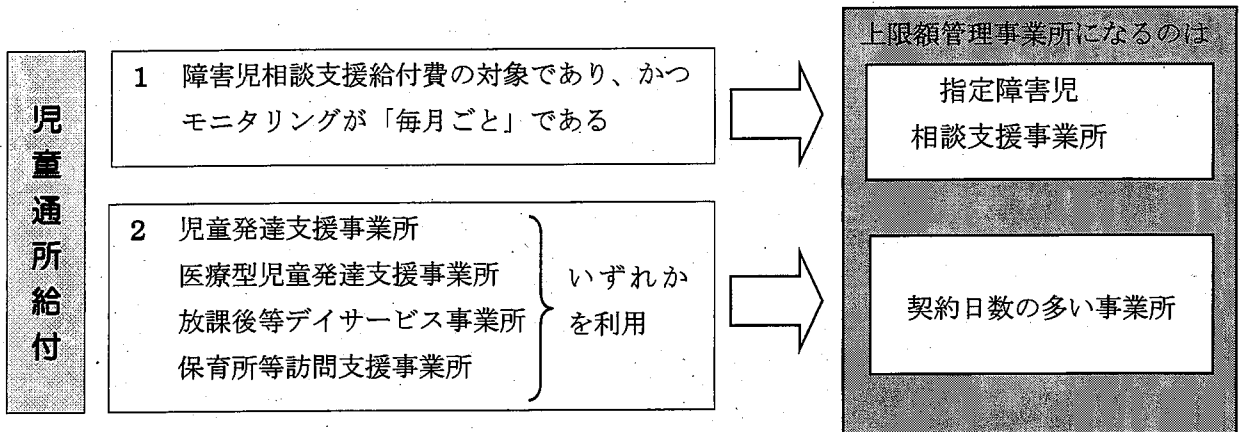 児童通所給付
1 障害児相談支援給付費の対象であり、かつ
モニタリングが「毎月ごと」である
2 児童発達支援事業所
医療型児童発達支援事業所
放課後等デイサービス事業所
保育所等訪問支援事業所
いずれか
を利用
上限額管理事業所になるのは
指定障害児
相談支援事業所
契約日数の多い事業所